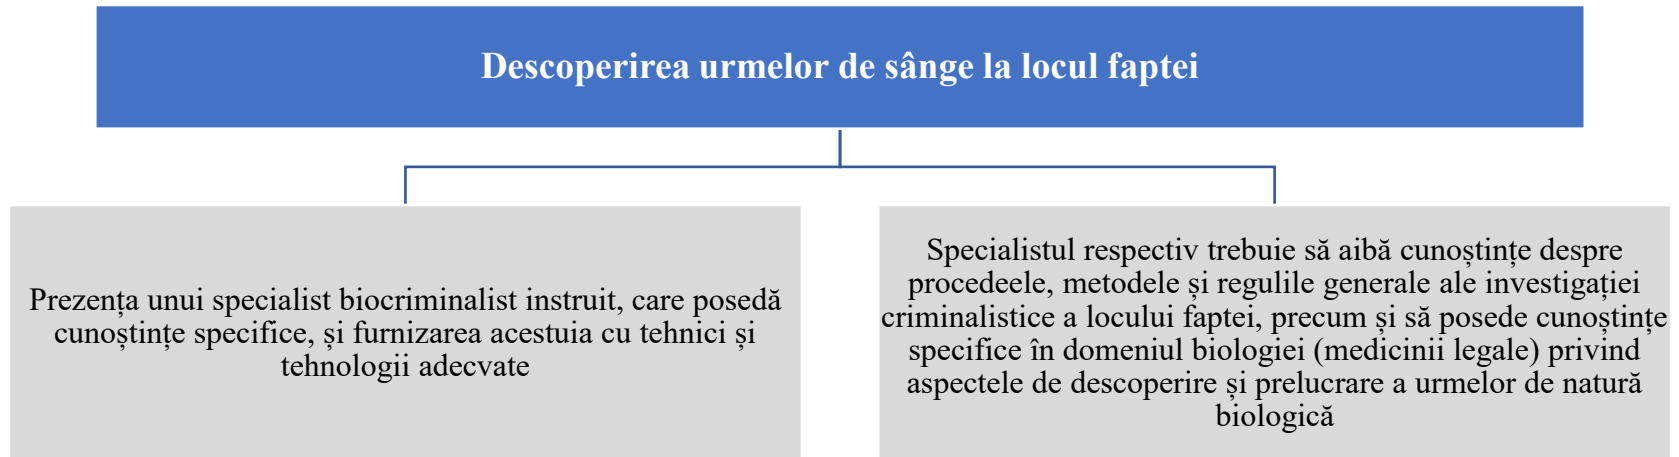 Descoperirea urmelor de sânge la locul faptei
Prezența unui specialist biocriminalist instruit, care posedă
cunoștințe specifice, și furnizarea acestuia cu tehnici și
tehnologii adecvate
Specialistul respectiv trebuie să aibă cunoștințe despre
procedeele, metodele și regulile generale ale investigației
criminalistice a locului faptei, precum și să posede cunoștințe
specifice în domeniul biologiei (medicinii legale) privind
aspectele de descoperire și prelucrare a urmelor de natură
biologică